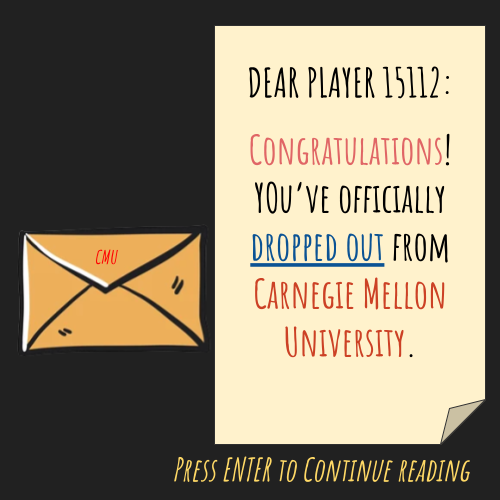 DEAR PLAYER 15112:
CONGRATULATIONS!
YOU'VE OFFICIALLY
DROPPED OUT FROM
CARNEGIE MELLON
UNIVERSITY.
CMU
PRESS ENTER TO CONTINUE READING